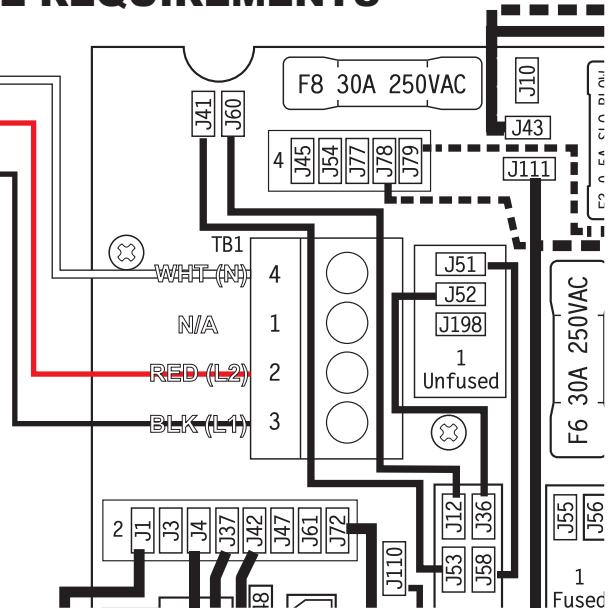 F8 30A 250VAC
J10
J41
J60
J43
4
J45
J54
J77
J78
J79
J111
TB1
WHT (N)
4
N/A
1
RED (L2)
2
BLK (L1)
3
J51
J52
J198
1
Unfused
F6 30A 250VAC
2
J1
J3
J4
J37
J42
J47
J61
J72
J12
J36
J53
J58
J110
J55
J56
1
Fused